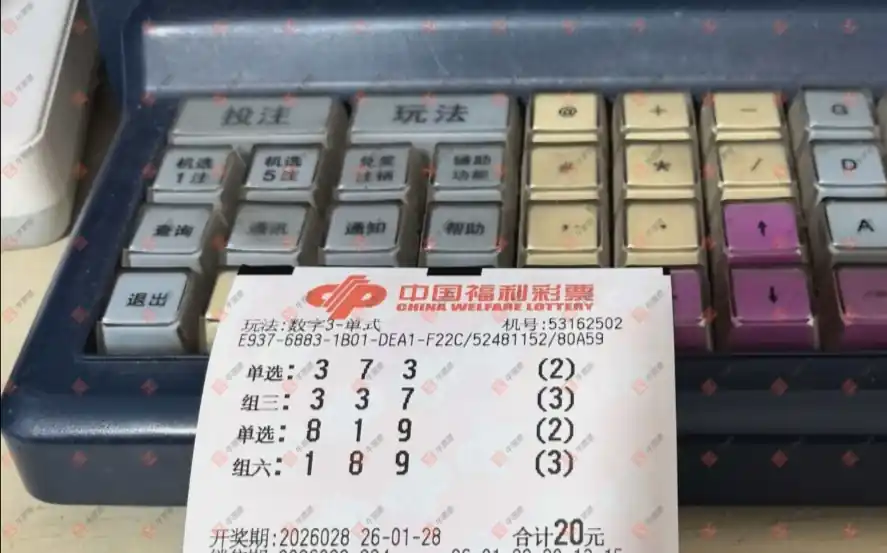 投注 玩法 @ + - G
机选1注 机选5注 兑奖注销 辅助功能 # * / D
查询 通讯 通知 帮助 , . ↑ A
退出 ↓
中国福利彩票
CHINA WELFARE LOTTERY
玩法:数字3-单式 机号:53162502
E937-6883-1B01-DEA1-F22C/52481152/80A59
单选: 3 7 3 (2)
组三: 3 3 7 (3)
单选: 8 1 9 (2)
组六: 1 8 9 (3)
开奖期:2026028 26-01-28 合计20元